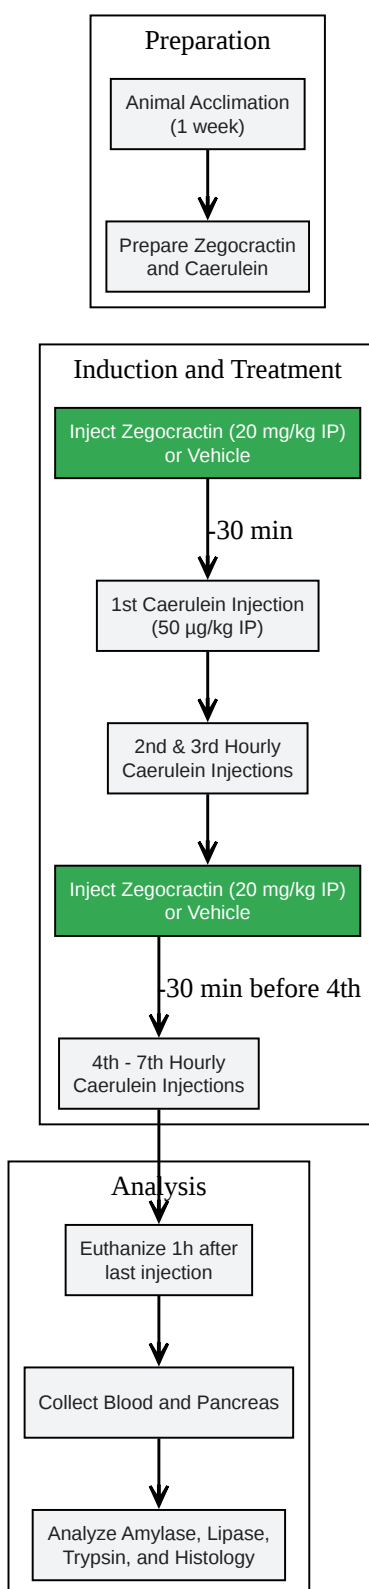 Preparation
Animal Acclimation
(1 week)
Prepare Zegocractin
and Caerulein
Induction and Treatment
Inject Zegocractin (20 mg/kg IP)
or Vehicle
-30 min
1st Caerulein Injection
(50 µg/kg IP)
2nd & 3rd Hourly
Caerulein Injections
Inject Zegocractin (20 mg/kg IP)
or Vehicle
-30 min before 4th
4th - 7th Hourly
Caerulein Injections
Analysis
Euthanize 1h after
last injection
Collect Blood and Pancreas
Analyze Amylase, Lipase,
Trypsin, and Histology